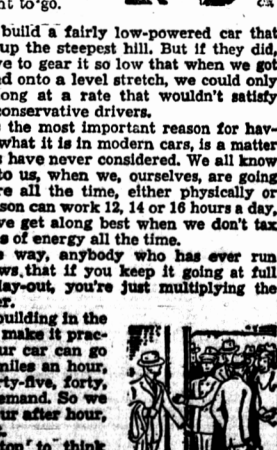 nt to go.
build a fairly low-powered car that
up the steepest hill. But if they did,
ve to gear it so low that when we got
d onto a level stretch, we could only
ong at a rate that wouldn't satisfy
conservative drivers.
the most important reason for hav-
what it is in modern cars, is a matter
s have never considered. We all know
to us, when we, ourselves, are going
re all the time, either physically or
son can work 12, 14 or 16 hours a day.
ve get along best when we don't tax
s of energy all the time.
e way, anybody who has ever run
ws, that if you keep it going at full
lay-out, you're just multiplying the
er.
building in the
make it prac-
ur car can go
miles an hour,
rty-five, forty,
emand. So we
ur after hour,
ton to think